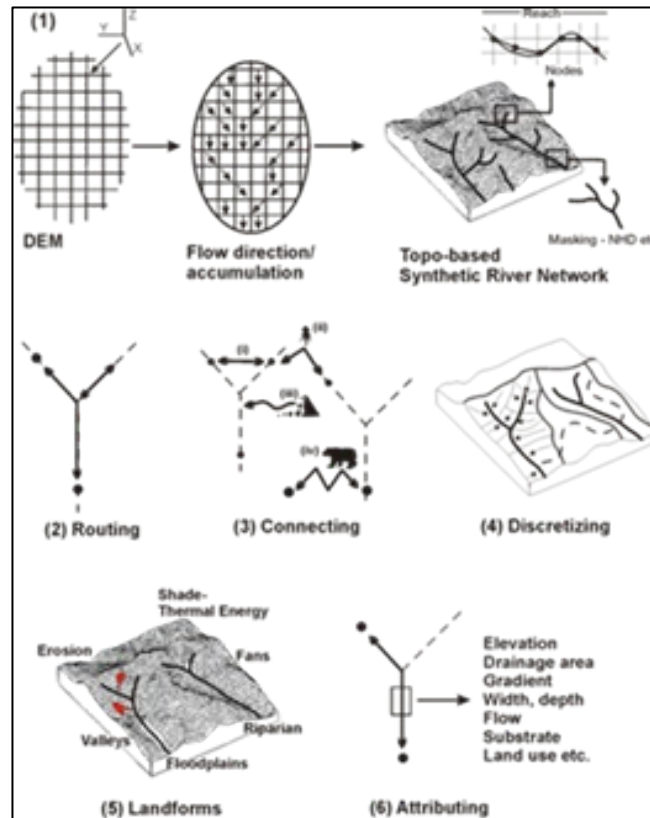 (1)
Z
Y
X
DEM
Flow direction/
accumulation
Reach
Nodes
Masking - NHD et
Topo-based
Synthetic River Network
(2) Routing
(i)
(ii)
(iii)
(iv)
(3) Connecting
(4) Discretizing
Shade-
Thermal Energy
Erosion
Fans
Riparian
Valleys
Floodplains
(5) Landforms
Elevation
Drainage area
Gradient
Width, depth
Flow
Substrate
Land use etc.
(6) Attributing